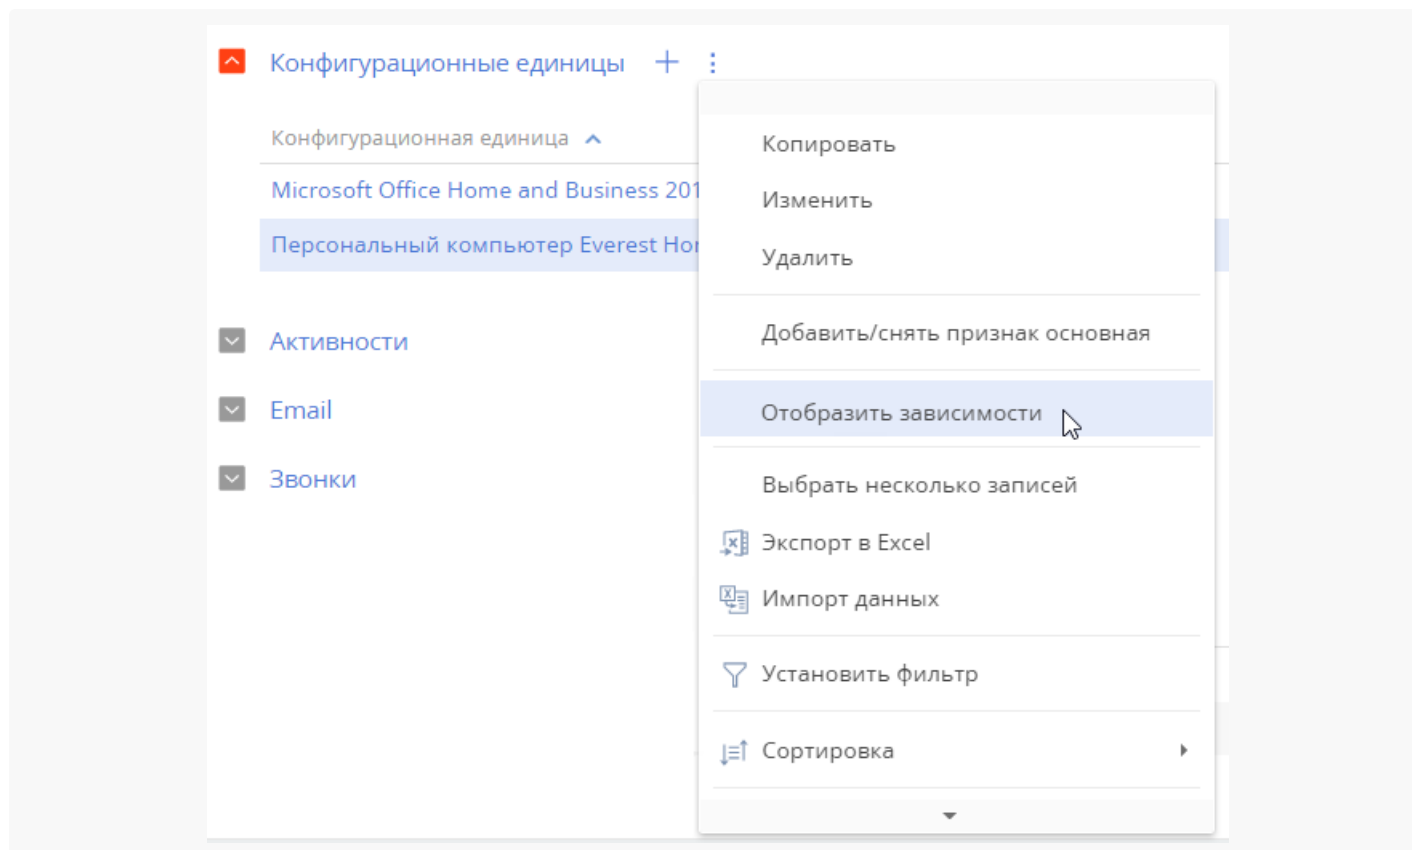 Конфигурационные единицы
Конфигурационная единица
Microsoft Office Home and Business 201
Персональный компьютер Everest Hor
Активности
Email
Звонки
Копировать
Изменить
Удалить
Добавить/снять признак основная
Отобразить зависимости
Выбрать несколько записей
Экспорт в Excel
Импорт данных
Установить фильтр
Сортировка